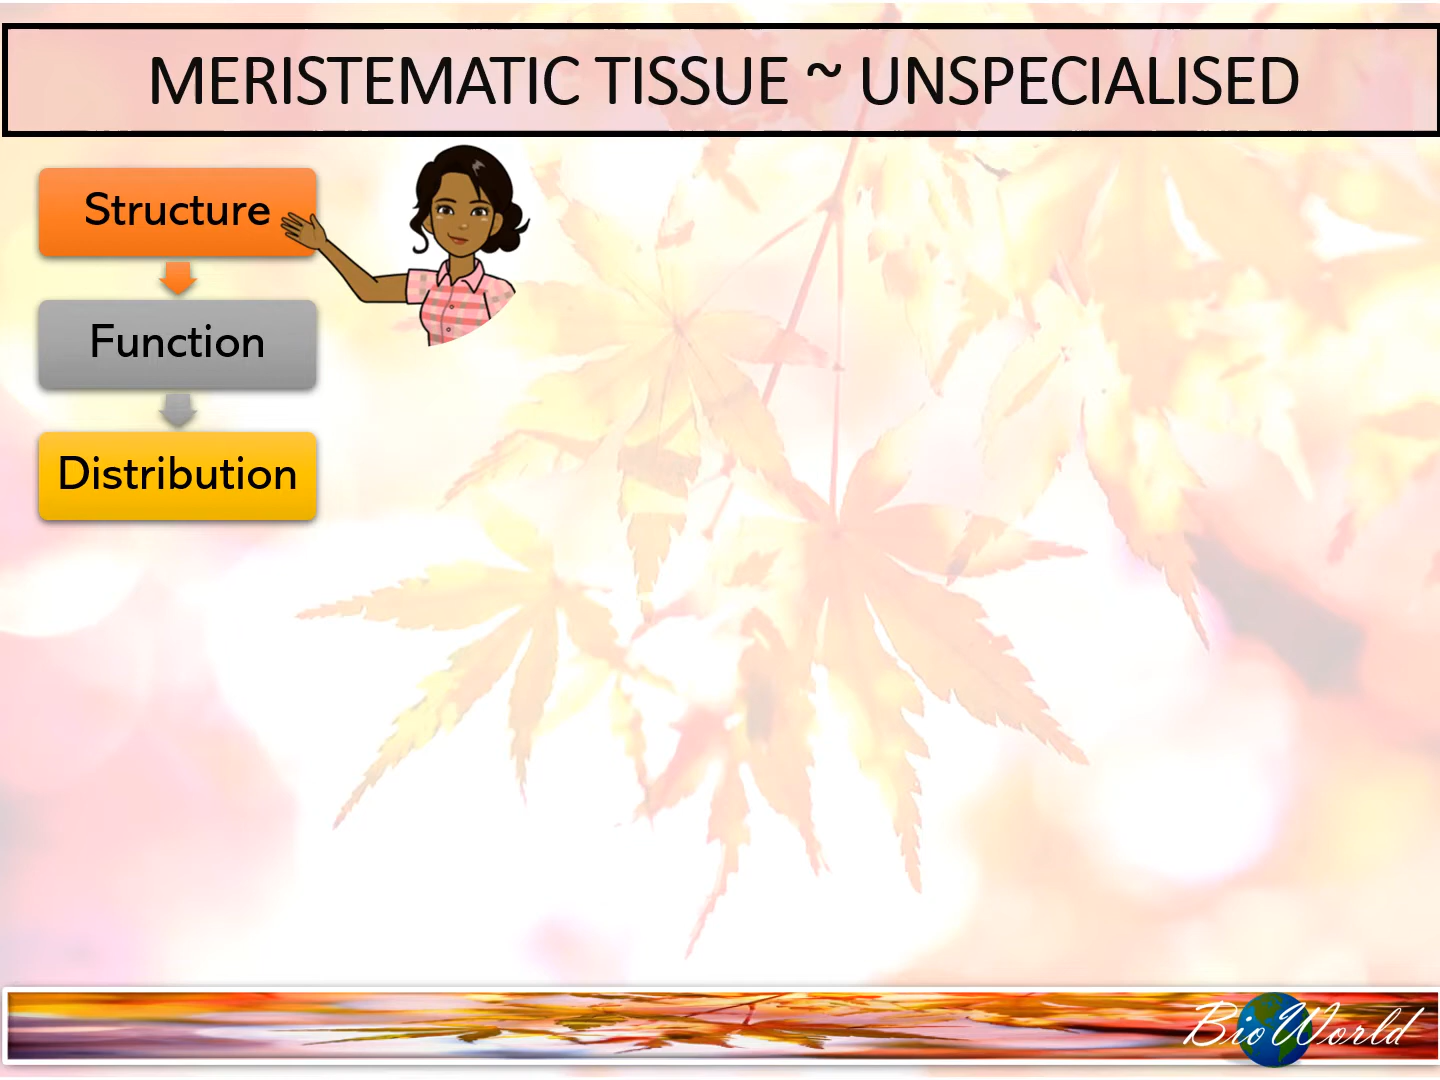 MERISTEMATIC TISSUE ~ UNSPECIALISED
Structure
Function
Distribution
BioWorld